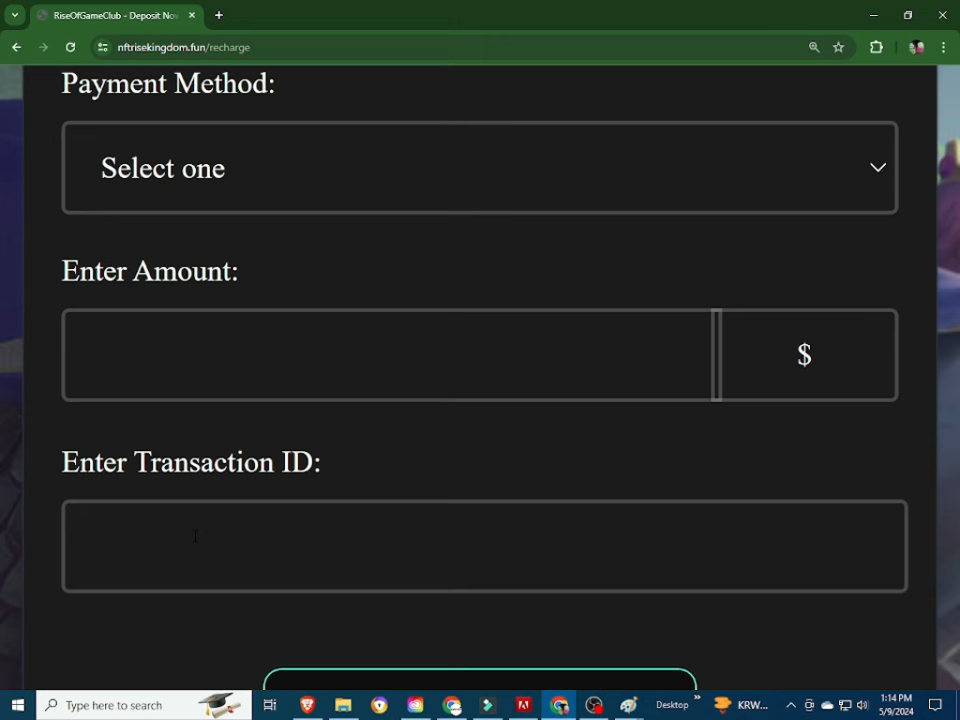 RiseOfGameClub - Deposit Nov
nftrisekingdom.fun/recharge
Payment Method:
Select one
Enter Amount:
$
Enter Transaction ID:
Type here to search
Desktop
KRW...
1:14 PM
5/9/2024